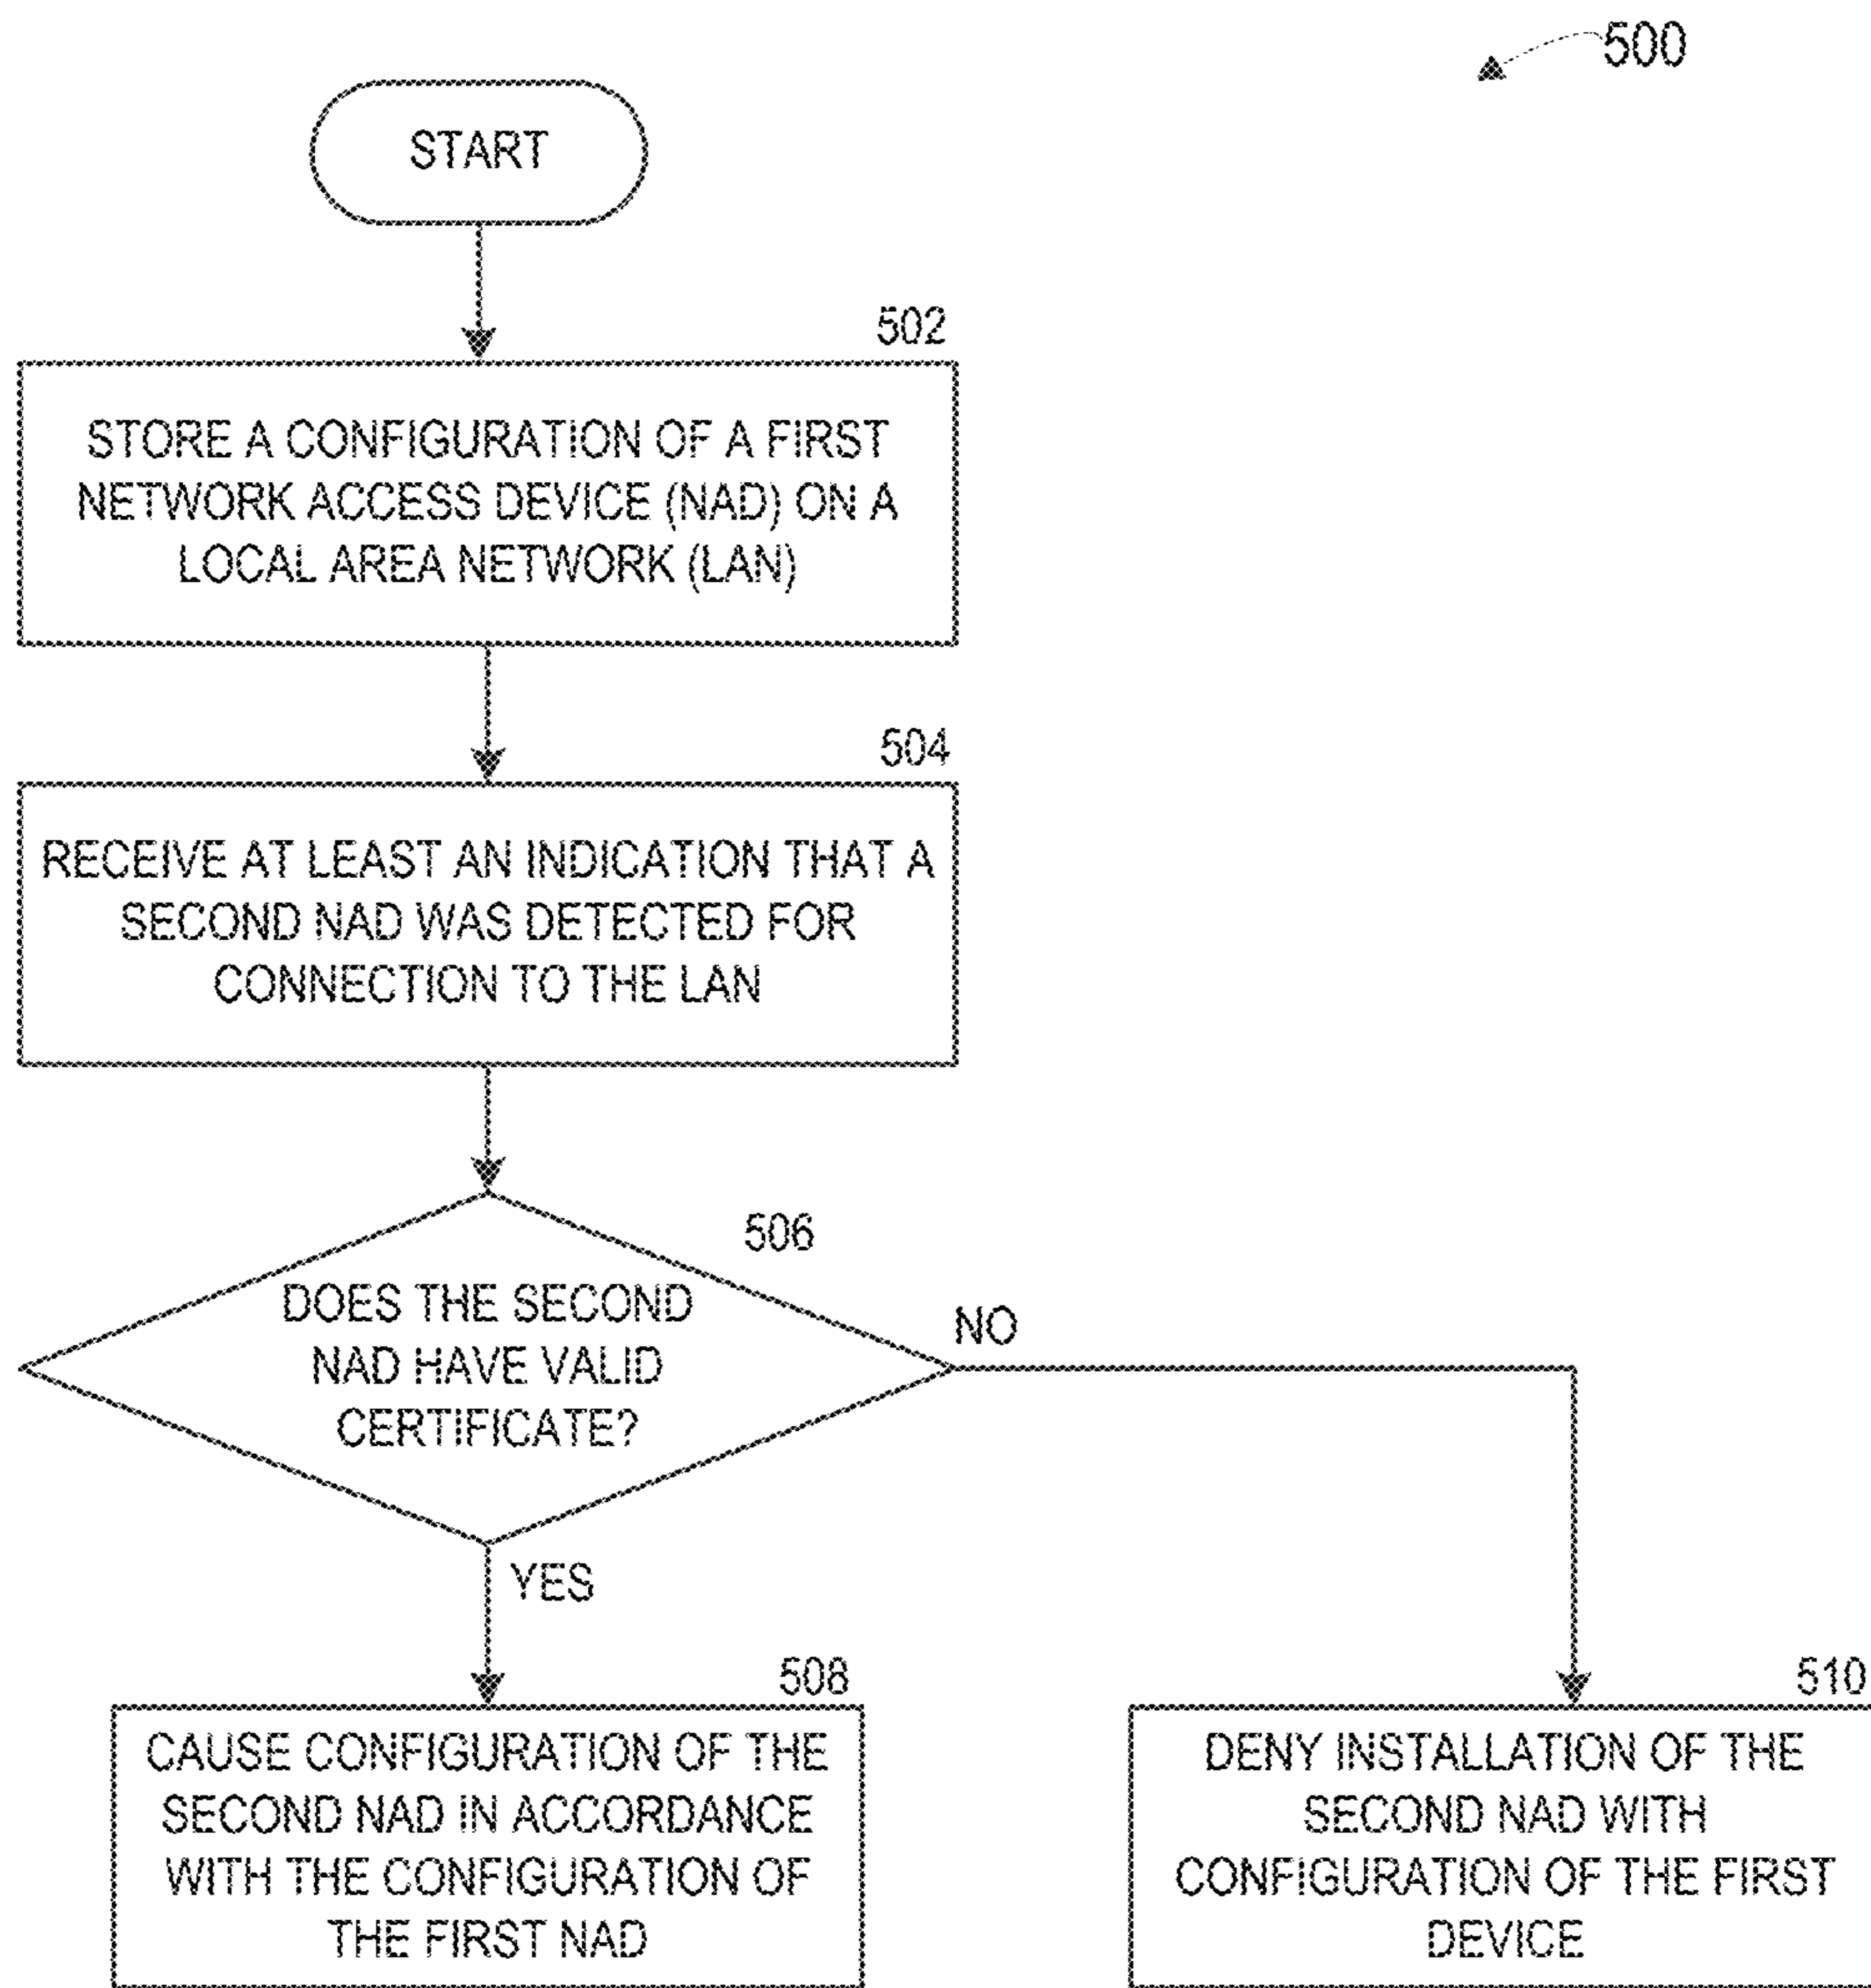 500
START
502
STORE A CONFIGURATION OF A FIRST
NETWORK ACCESS DEVICE (NAD) ON A
LOCAL AREA NETWORK (LAN)
504
RECEIVE AT LEAST AN INDICATION THAT A
SECOND NAD WAS DETECTED FOR
CONNECTION TO THE LAN
506
DOES THE SECOND
NAD HAVE VALID
CERTIFICATE?
NO
YES
508
CAUSE CONFIGURATION OF THE
SECOND NAD IN ACCORDANCE
WITH THE CONFIGURATION OF
THE FIRST NAD
510
DENY INSTALLATION OF THE
SECOND NAD WITH
CONFIGURATION OF THE FIRST
DEVICE